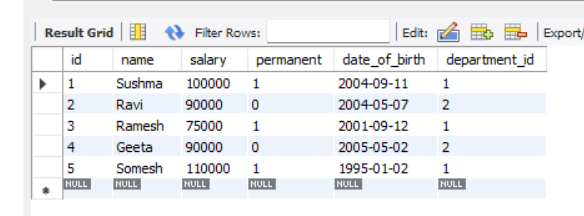 Result Grid Filter Rows: Edit: Export/
id name salary permanent date_of_birth department_id
1 Sushma 100000 1 2004-09-11 1
2 Ravi 90000 0 2004-05-07 2
3 Ramesh 75000 1 2001-09-12 1
4 Geeta 90000 0 2005-05-02 2
5 Somesh 110000 1 1995-01-02 1
NULL NULL NULL NULL NULL NULL